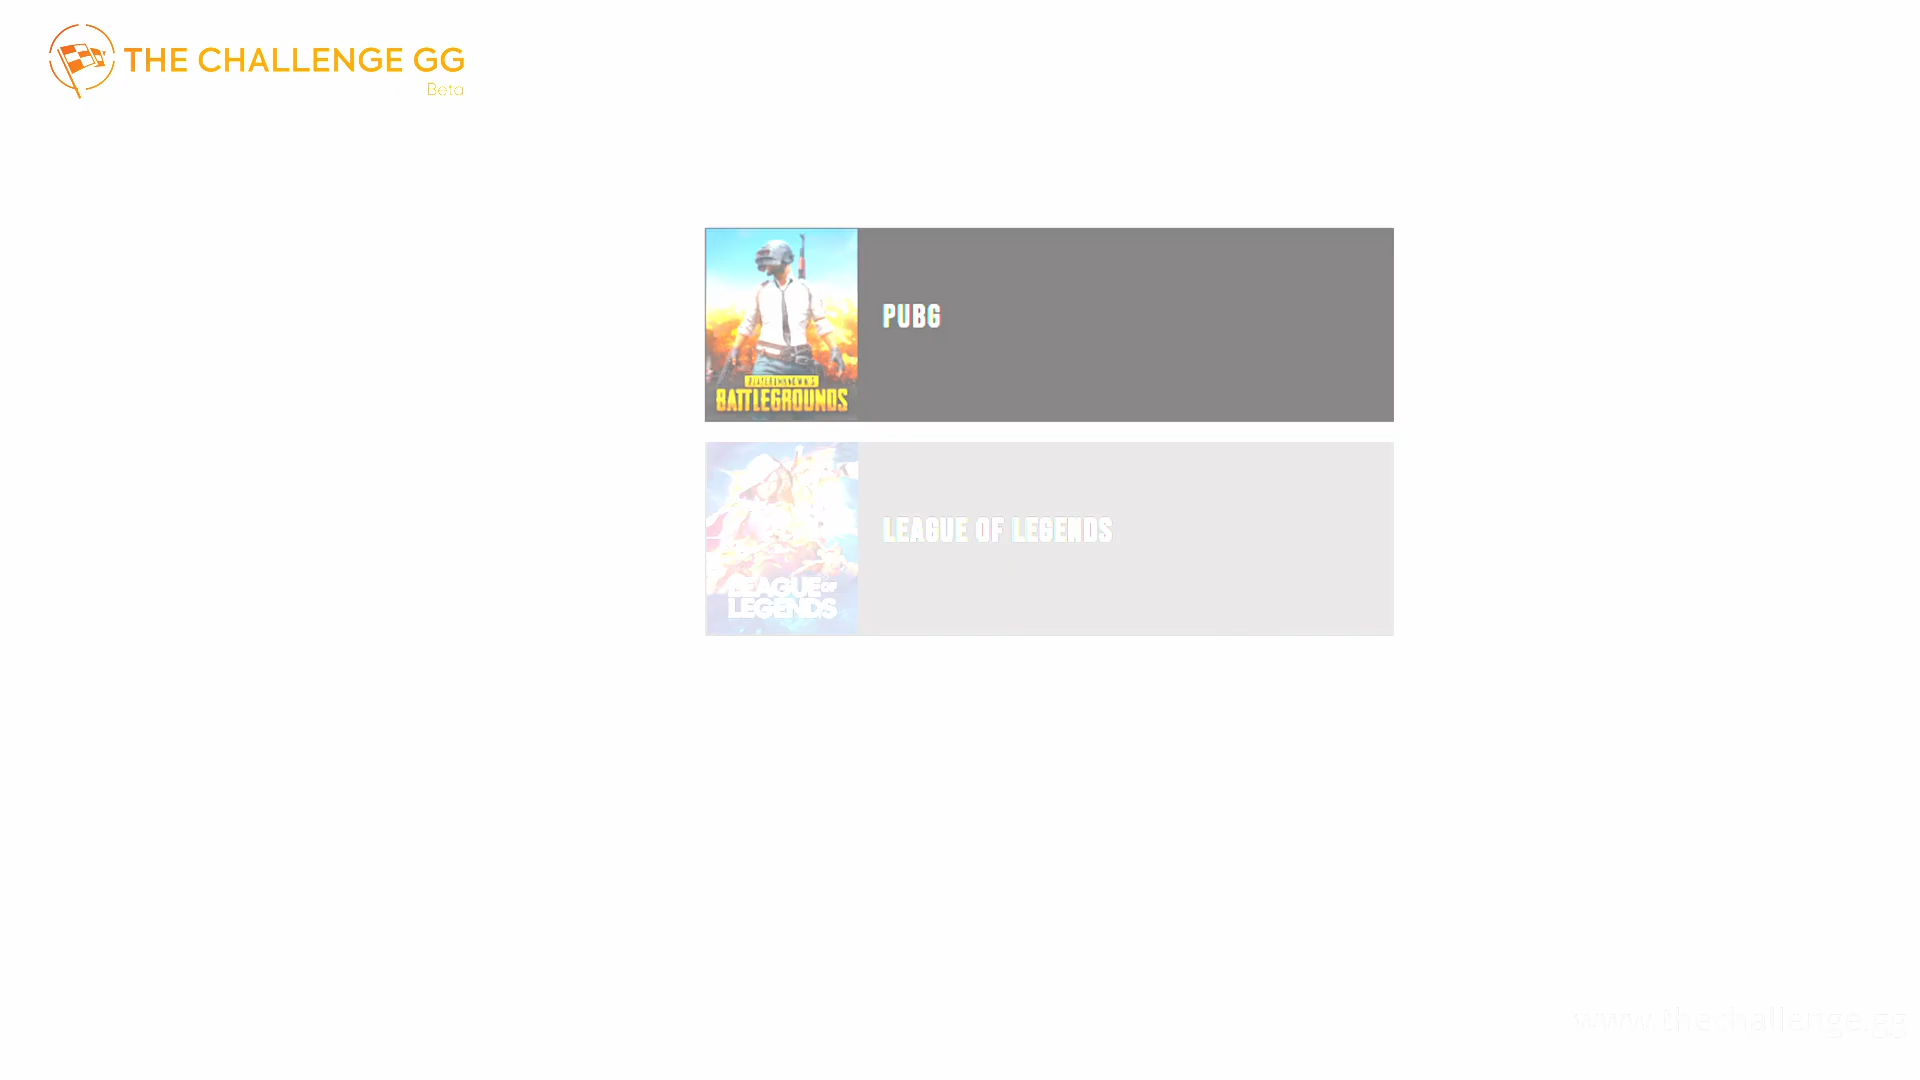 THE CHALLENGE GG
Beta
PUBG
PLAYERUNKNOWN'S
BATTLEGROUNDS
LEAGUE OF LEGENDS
LEAGUE OF
LEGENDS
www.thechallenge.gg